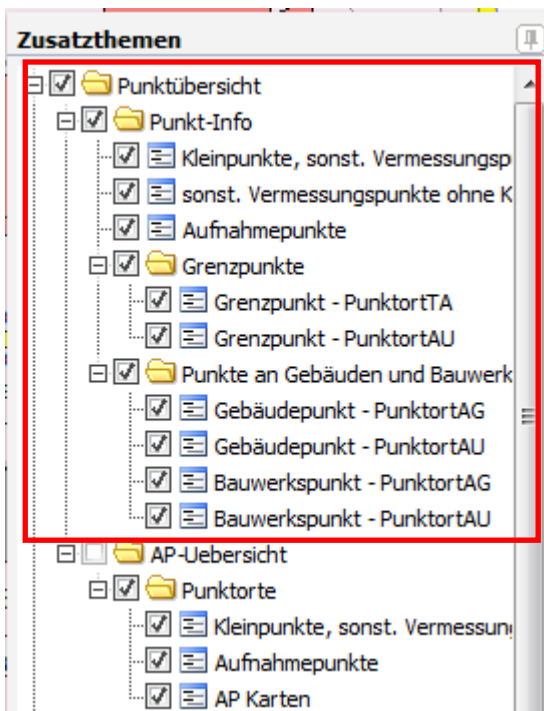 Zusatzthemen
Punktübersicht
Punkt-Info
Kleinpunkte, sonst. Vermessungsp
sonst. Vermessungspunkte ohne K
Aufnahmepunkte
Grenzpunkte
Grenzpunkt - PunktortTA
Grenzpunkt - PunktortAU
Punkte an Gebäuden und Bauwerk
Gebäudepunkt - PunktortAG
Gebäudepunkt - PunktortAU
Bauwerkspunkt - PunktortAG
Bauwerkspunkt - PunktortAU
AP-Uebersicht
Punktorte
Kleinpunkte, sonst. Vermessun
Aufnahmepunkte
AP Karten